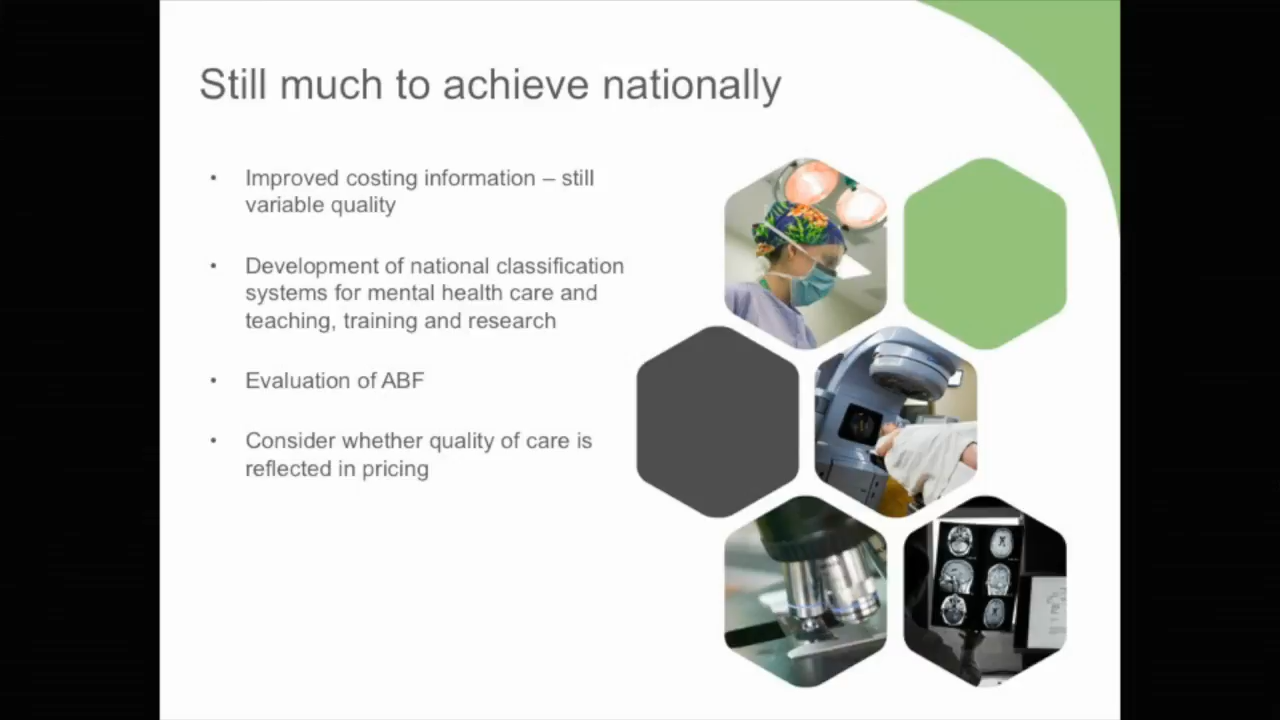 Still much to achieve nationally
• Improved costing information – still
variable quality
• Development of national classification
systems for mental health care and
teaching, training and research
• Evaluation of ABF
• Consider whether quality of care is
reflected in pricing